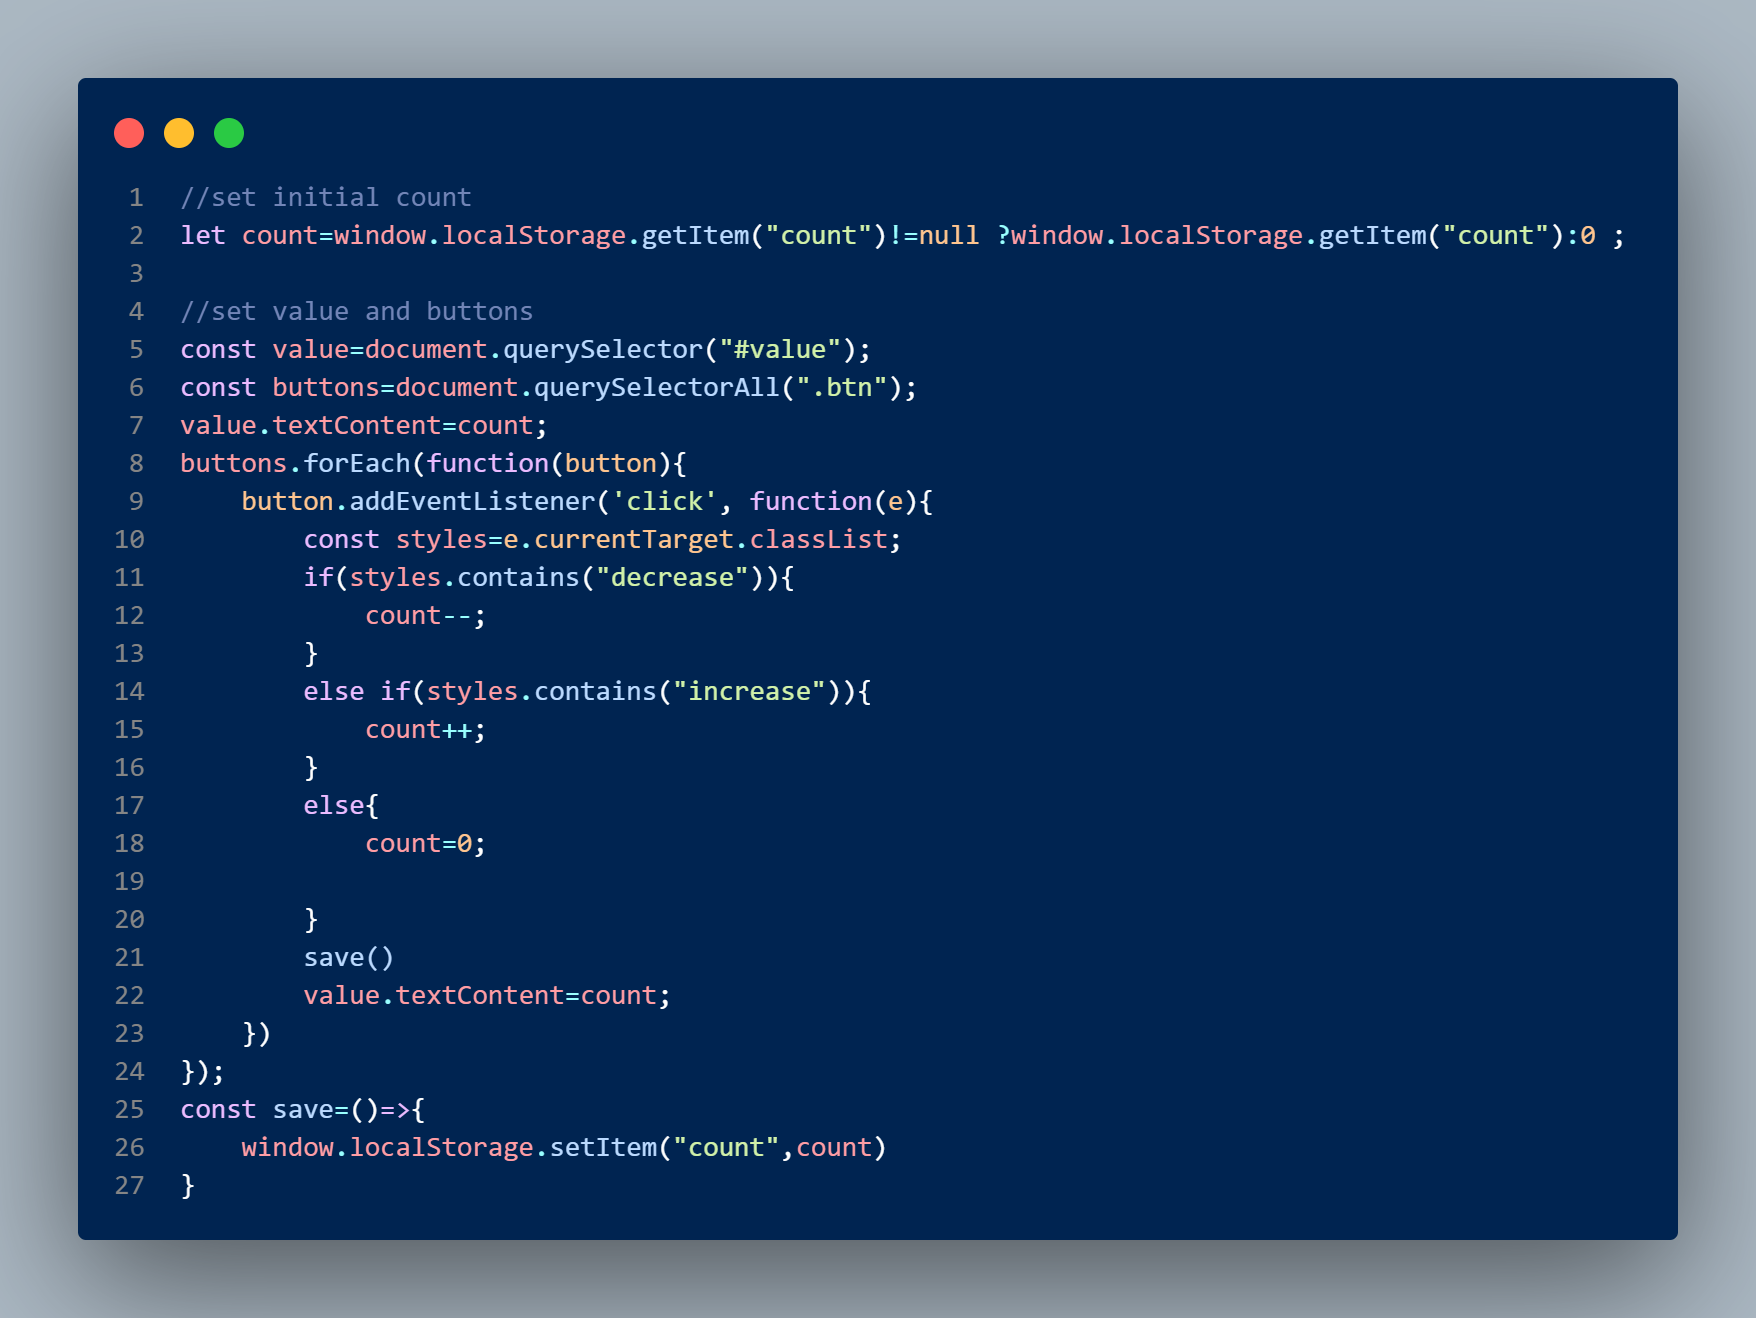 1 //set initial count
2 let count=window.localStorage.getItem("count")!=null ?window.localStorage.getItem("count"):0 ;
3
4 //set value and buttons
5 const value=document.querySelector("#value");
6 const buttons=document.querySelectorAll(".btn");
7 value.textContent=count;
8 buttons.forEach(function(button){
9     button.addEventListener('click', function(e){
10         const styles=e.currentTarget.classList;
11         if(styles.contains("decrease")){
12             count--;
13         }
14         else if(styles.contains("increase")){
15             count++;
16         }
17         else{
18             count=0;
19
20         }
21         save()
22         value.textContent=count;
23     })
24 });
25 const save=()=>{
26     window.localStorage.setItem("count",count)
27 }